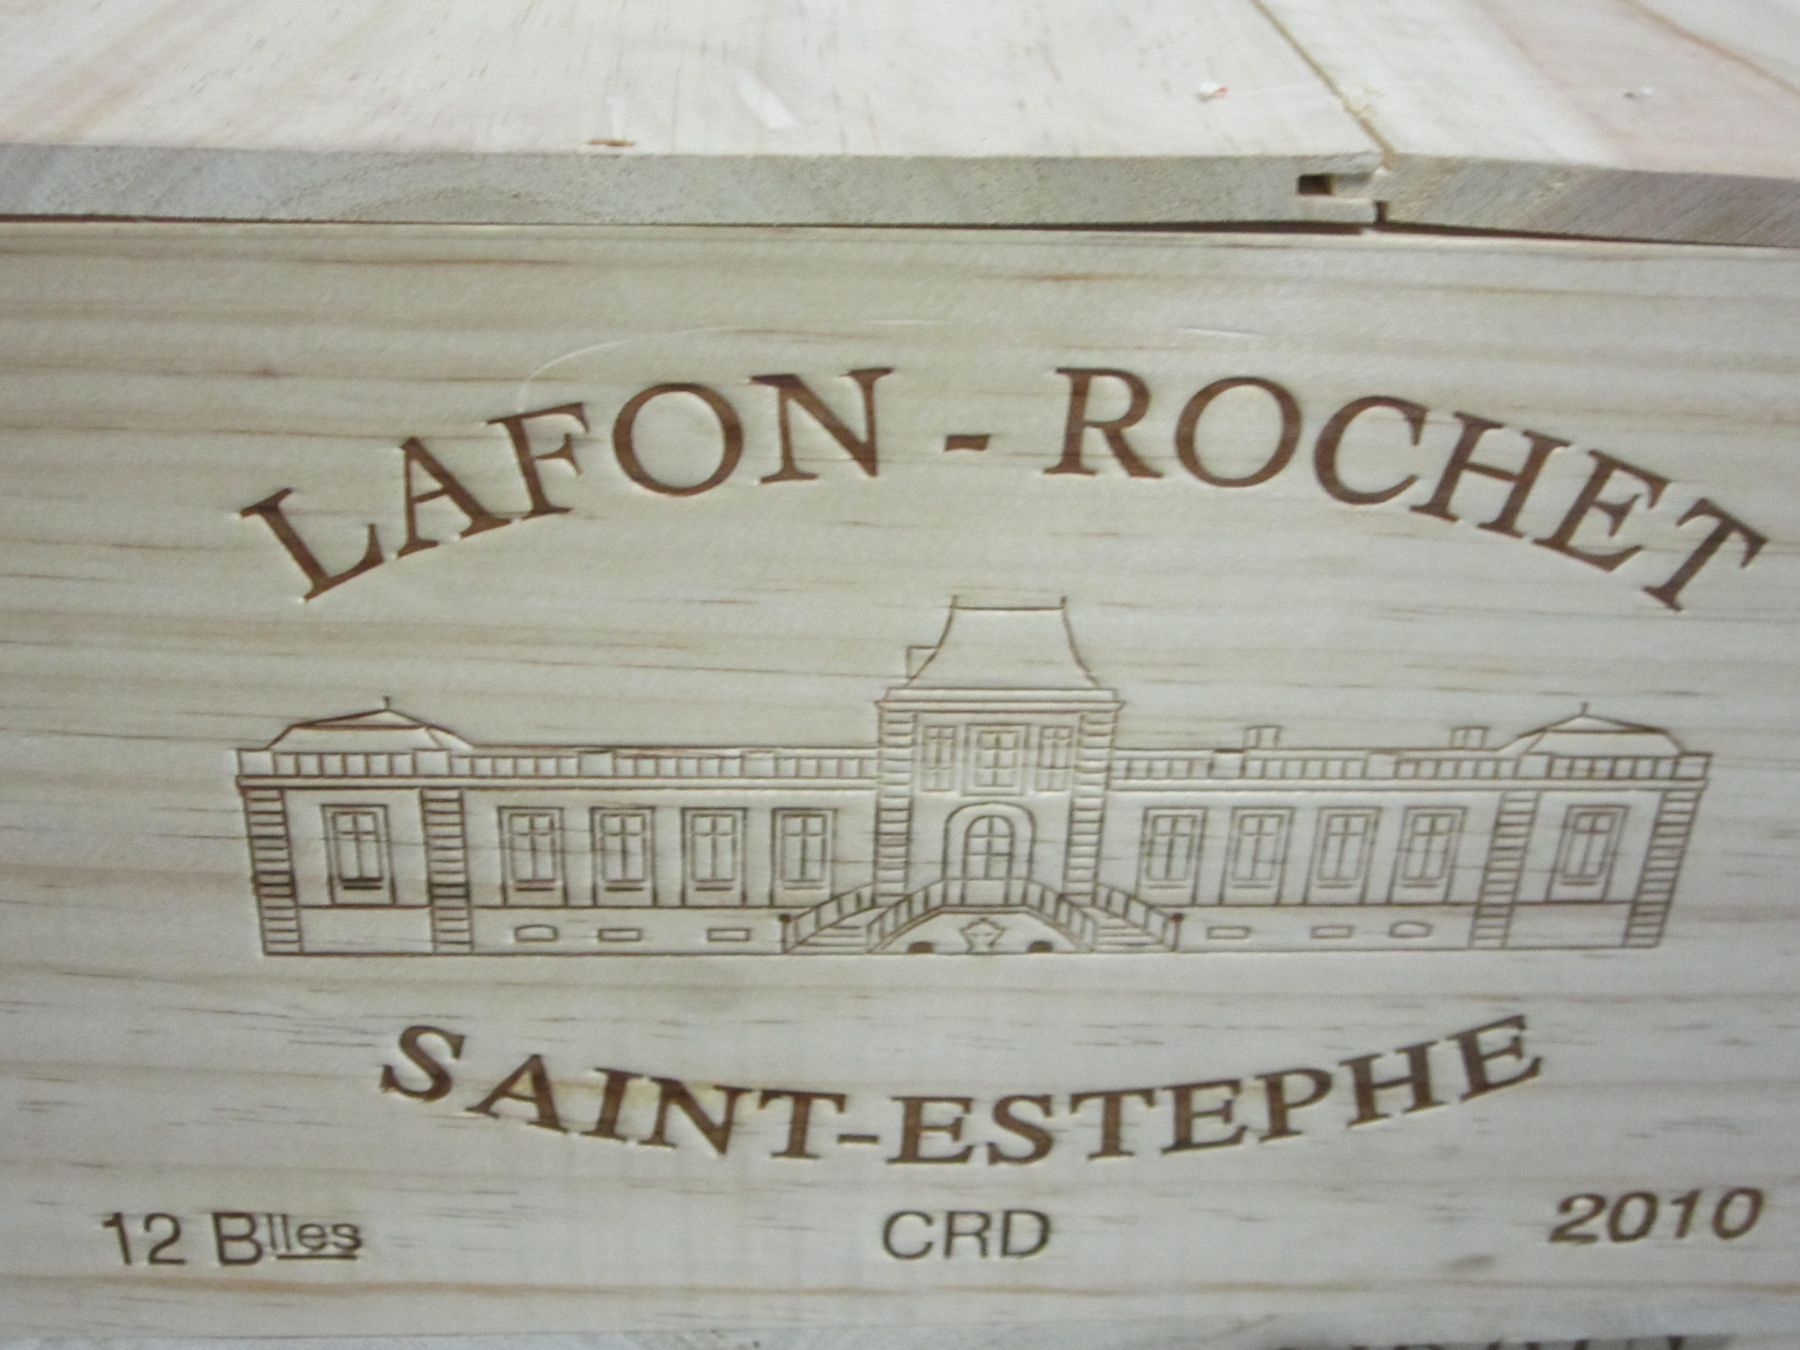 LAFON - ROCHET
SAINT-ESTEPHE
12 Blles CRD 2010